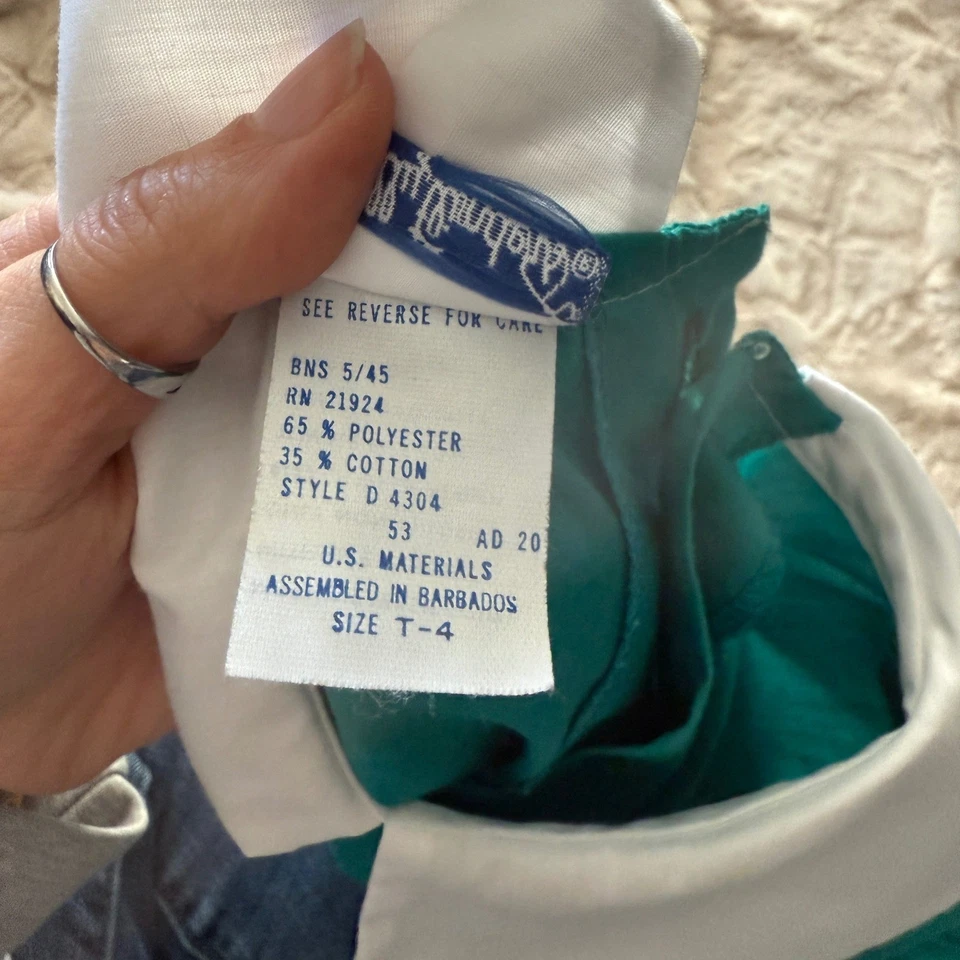 SEE REVERSE FOR CARE
BNS 5/45
RN 21924
65 % POLYESTER
35 % COTTON
STYLE D 4304
53 AD 20
U.S. MATERIALS
ASSEMBLED IN BARBADOS
SIZE T-4